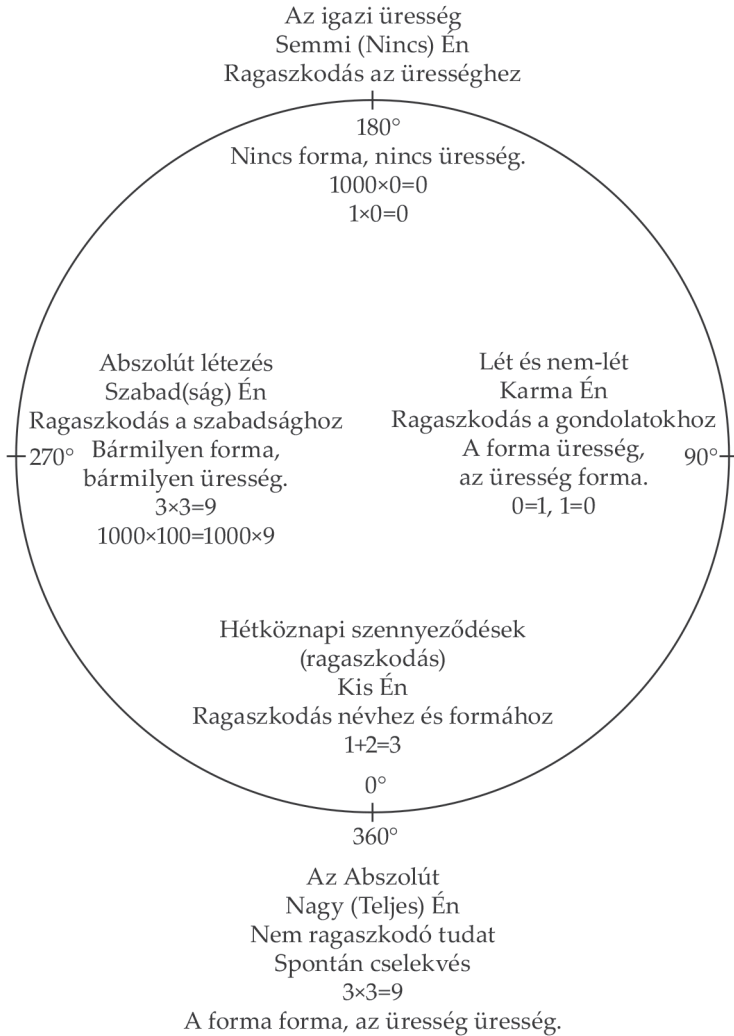 Az igazi üresség
Semmi (Nincs) Én
Ragaszkodás az ürességhez
180°
Nincs forma, nincs üresség.
1000×0=0
1×0=0
Abszolút létezés
Szabad(ság) Én
Ragaszkodás a szabadsághoz
270°
Bármilyen forma,
bármilyen üresség.
3×3=9
1000×100=1000×9
Lét és nem-lét
Karma Én
Ragaszkodás a gondolatokhoz
A forma üresség,
90°
az üresség forma.
0=1, 1=0
Hétköznapi szennyeződések
(ragaszkodás)
Kis Én
Ragaszkodás névhez és formához
1+2=3
0°
360°
Az Abszolút
Nagy (Teljes) Én
Nem ragaszkodó tudat
Spontán cselekvés
3×3=9
A forma forma, az üresség üresség.